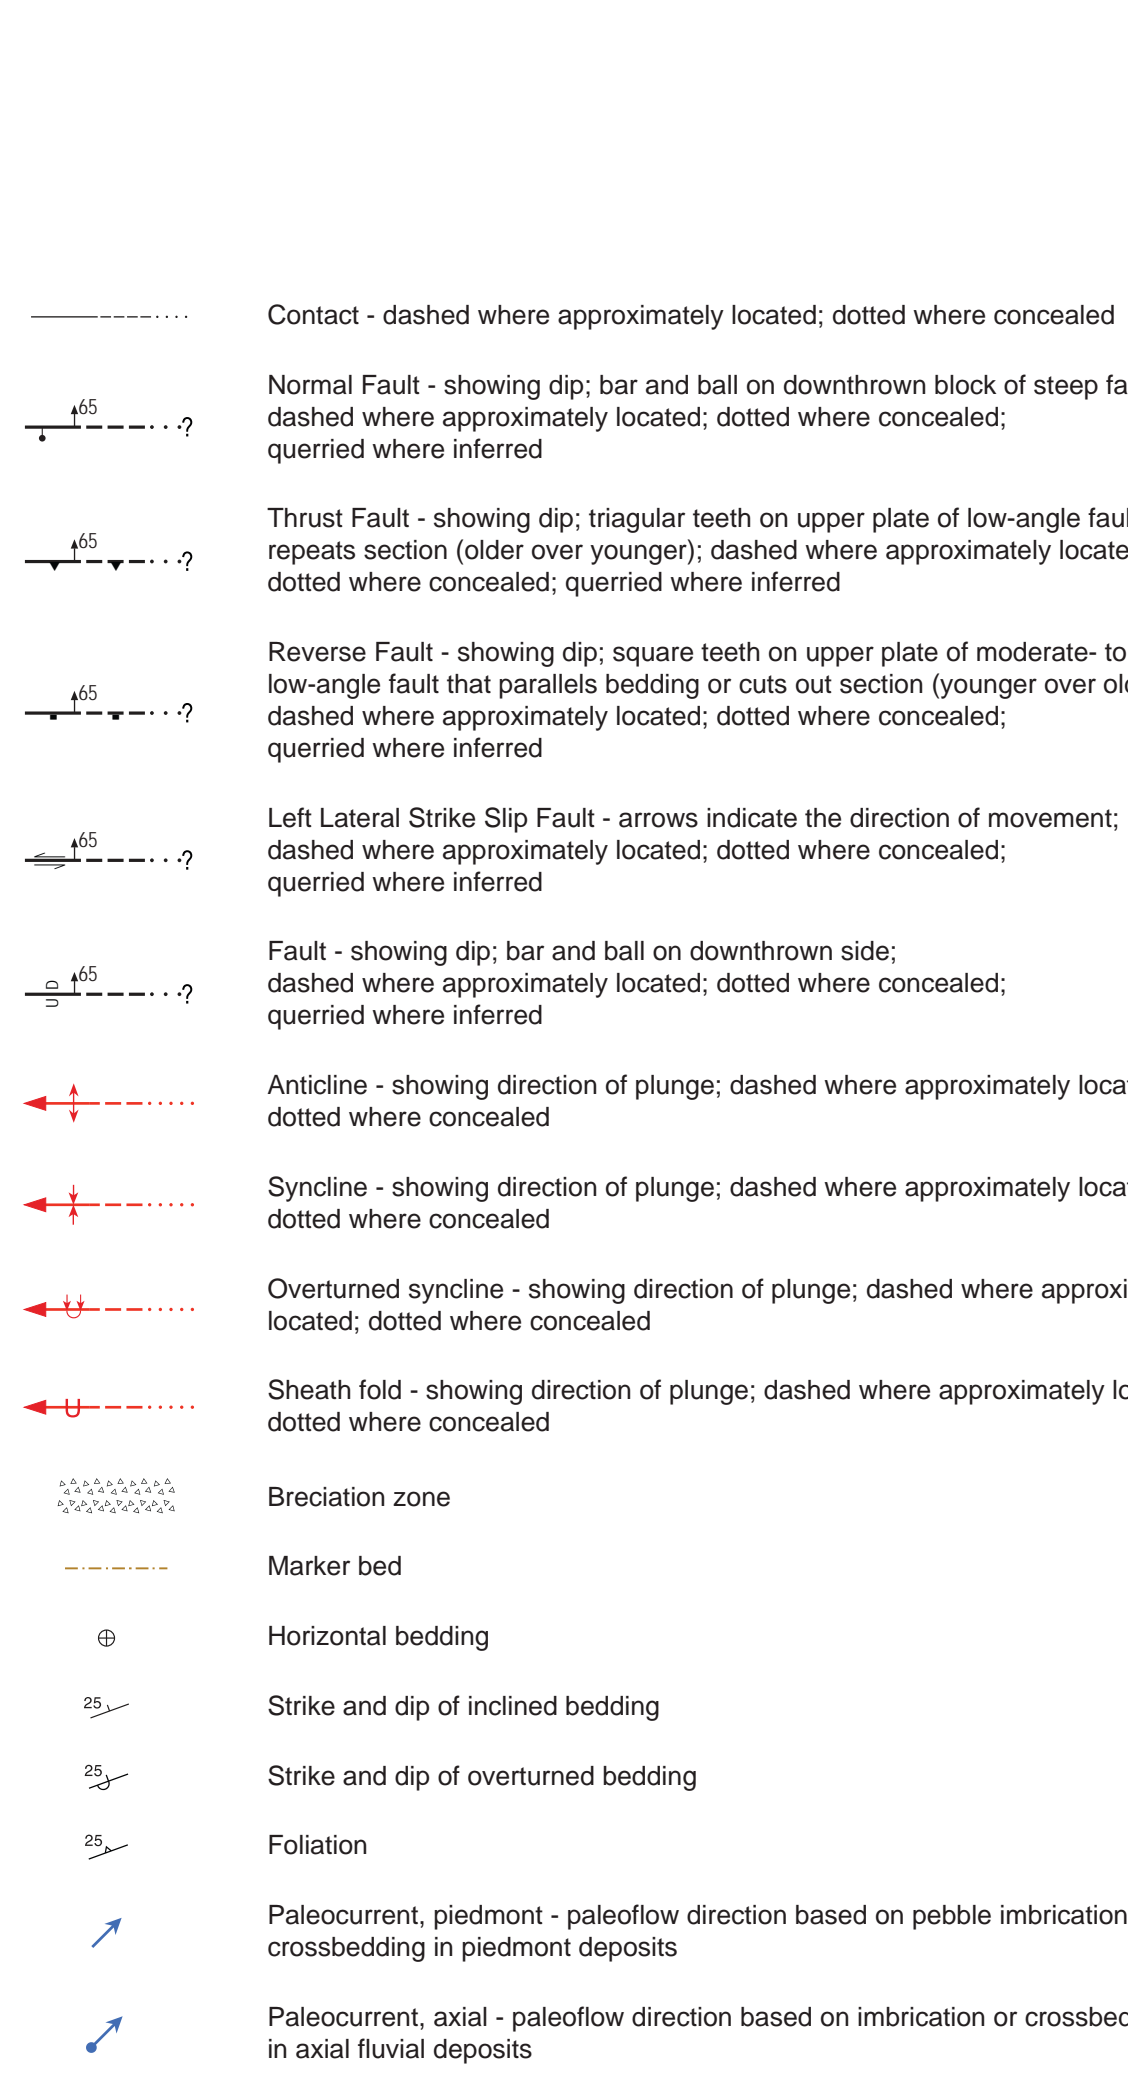 Contact - dashed where approximately located; dotted where concealed
65
?
Normal Fault - showing dip; bar and ball on downthrown block of steep
dashed where approximately located; dotted where concealed;
querried where inferred
65
?
Thrust Fault - showing dip; triagular teeth on upper plate of low-angle
repeats section (older over younger); dashed where approximately
dotted where concealed; querried where inferred
65
?
Reverse Fault - showing dip; square teeth on upper plate of moderate- to
low-angle fault that parallels bedding or cuts out section (younger over
dashed where approximately located; dotted where concealed;
querried where inferred
65
?
Left Lateral Strike Slip Fault - arrows indicate the direction of movement;
dashed where approximately located; dotted where concealed;
querried where inferred
65
U D
?
Fault - showing dip; bar and ball on downthrown side;
dashed where approximately located; dotted where concealed;
querried where inferred
Anticline - showing direction of plunge; dashed where approximately
dotted where concealed
Syncline - showing direction of plunge; dashed where approximately
dotted where concealed
Overturned syncline - showing direction of plunge; dashed where
located; dotted where concealed
Sheath fold - showing direction of plunge; dashed where approximately
dotted where concealed
Breciation zone
Marker bed
Horizontal bedding
25
Strike and dip of inclined bedding
25
Strike and dip of overturned bedding
25
Foliation
Paleocurrent, piedmont - paleoflow direction based on pebble imbrication
crossbedding in piedmont deposits
Paleocurrent, axial - paleoflow direction based on imbrication or
in axial fluvial deposits